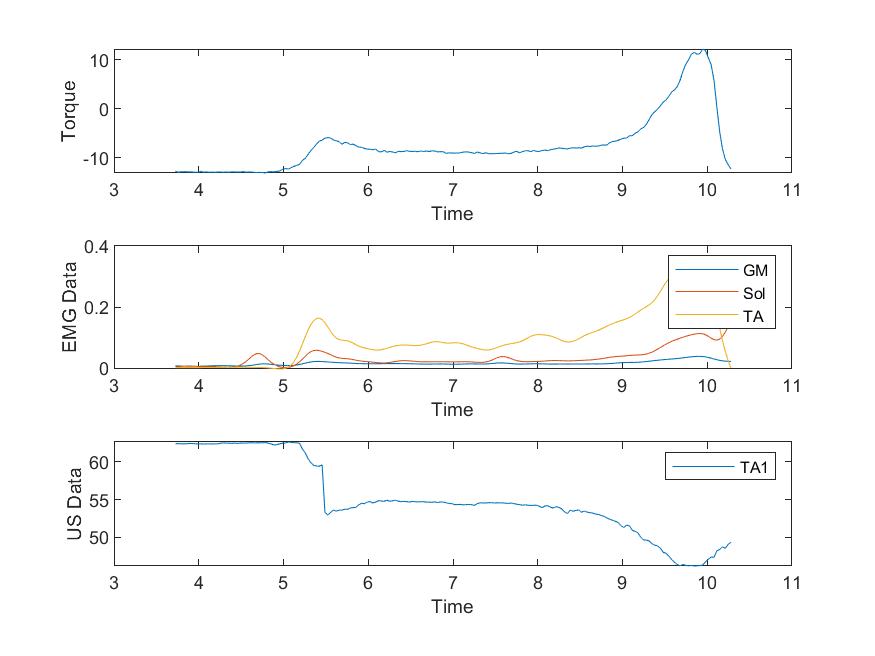 10
0
-10
Torque
3 4 5 6 7 8 9 10 11
Time
0.4
0.2
0
EMG Data
GM
Sol
TA
3 4 5 6 7 8 9 10 11
Time
60
55
50
US Data
TA1
3 4 5 6 7 8 9 10 11
Time